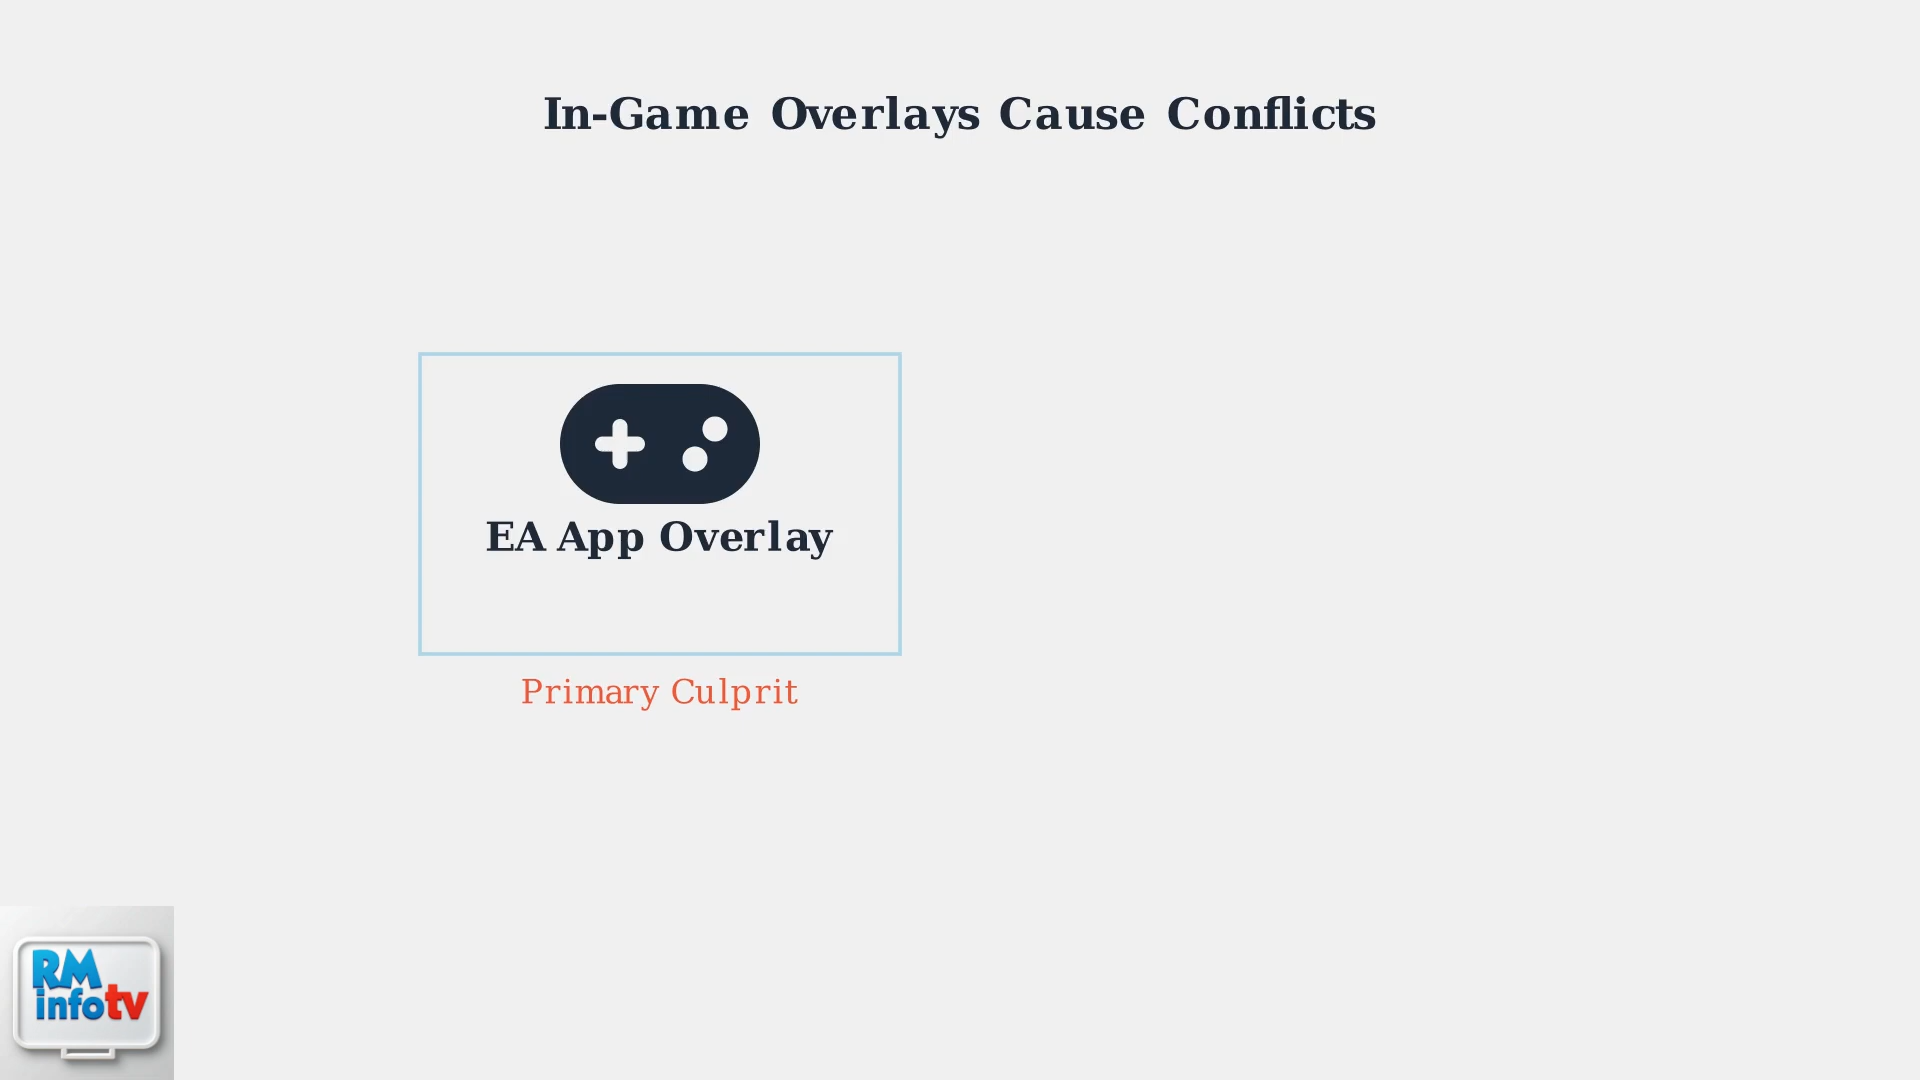 In-Game Overlays Cause Conflicts
EA App Overlay
Primary Culprit
RM
infotv